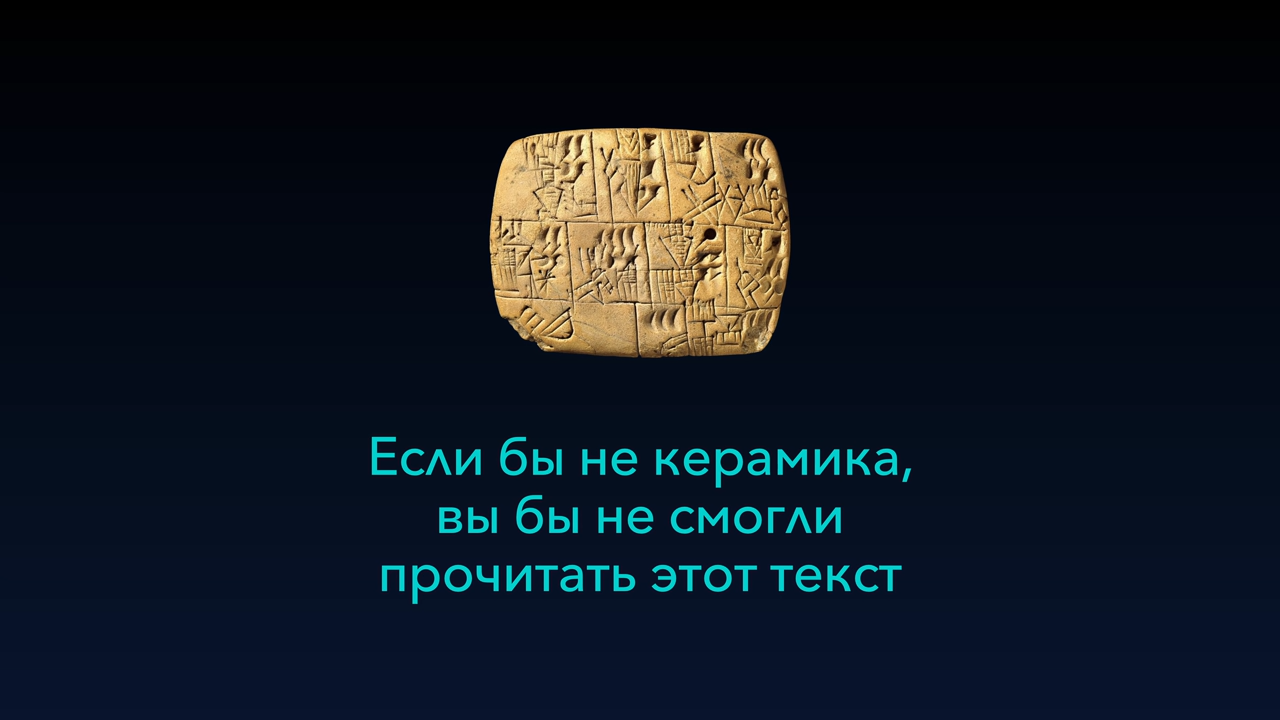 Если бы не керамика,
вы бы не смогли
прочитать этот текст